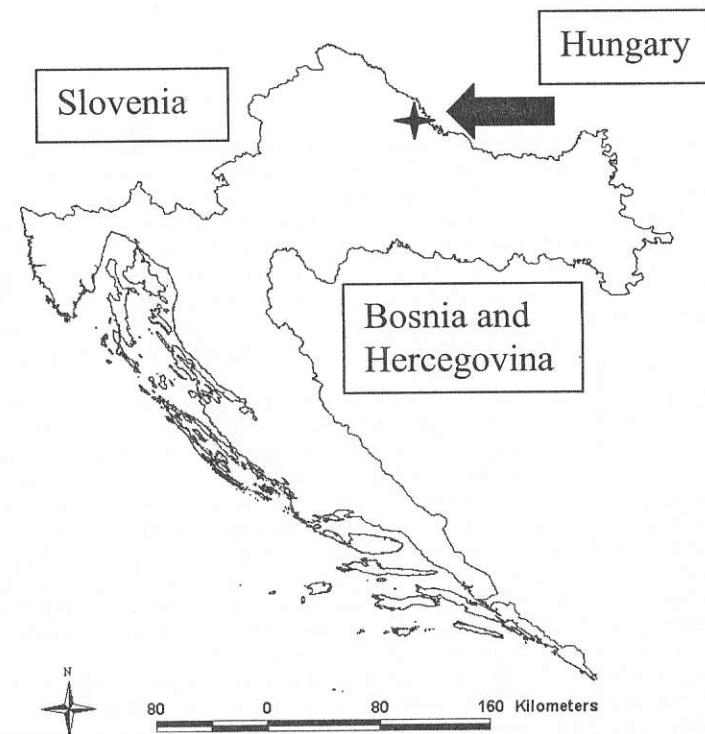 Hungary
Slovenia
Bosnia and
Hercegovina
N
80 0 80 160 Kilometers